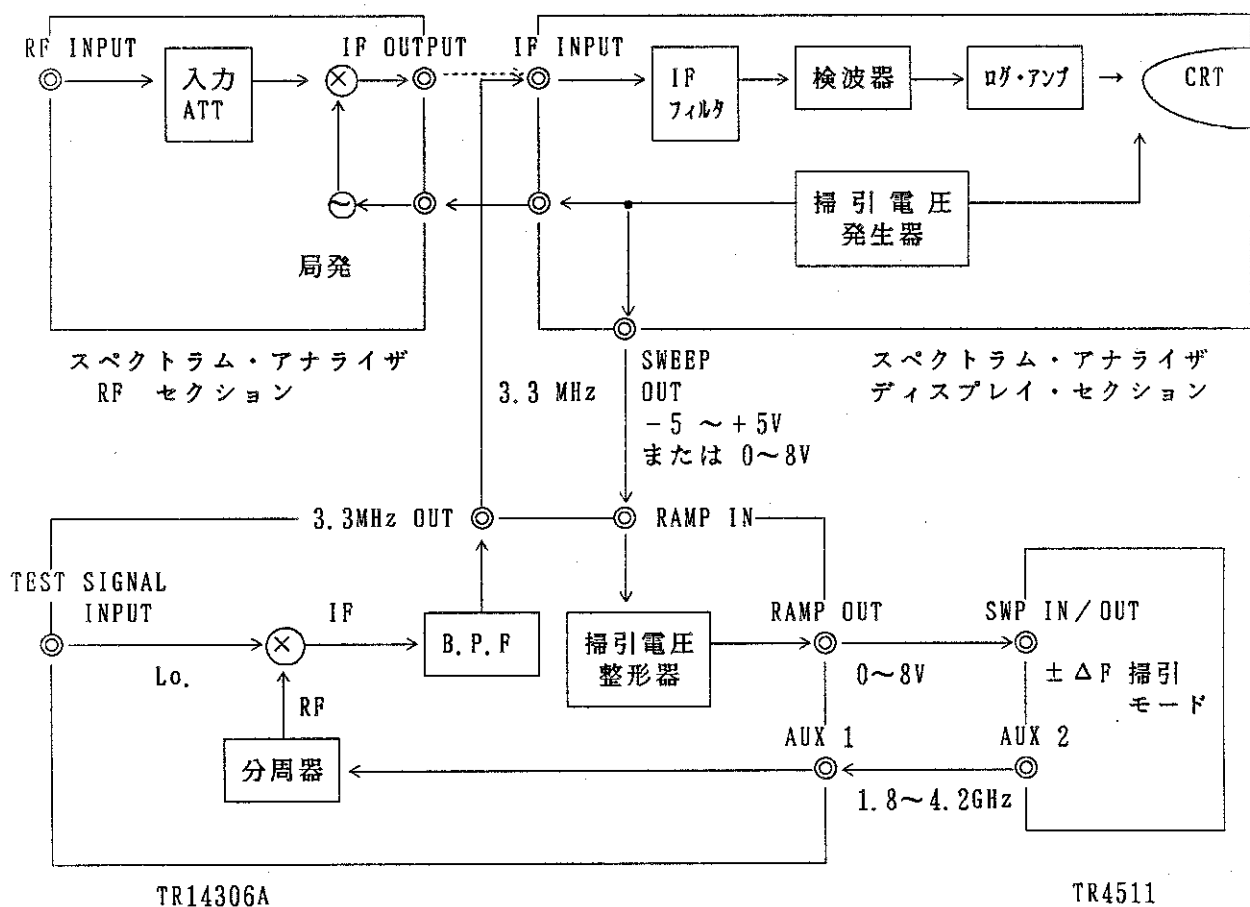 RF INPUT
IF OUTPUT
IF INPUT
入力
ATT
IF
フィルタ
検波器
ログ・アンプ
CRT
掃引電圧
発生器
局発
スペクトラム・アナライザ
RF セクション
3.3 MHz
SWEEP
OUT
-5 ～ +5V
または 0～8V
スペクトラム・アナライザ
ディスプレイ・セクション
3.3MHz OUT
RAMP IN
TEST SIGNAL
INPUT
IF
B.P.F
掃引電圧
整形器
RAMP OUT
SWP IN/OUT
Lo.
0～8V
±ΔF 掃引
モード
RF
分周器
AUX 1
AUX 2
1.8～4.2GHz
TR14306A
TR4511